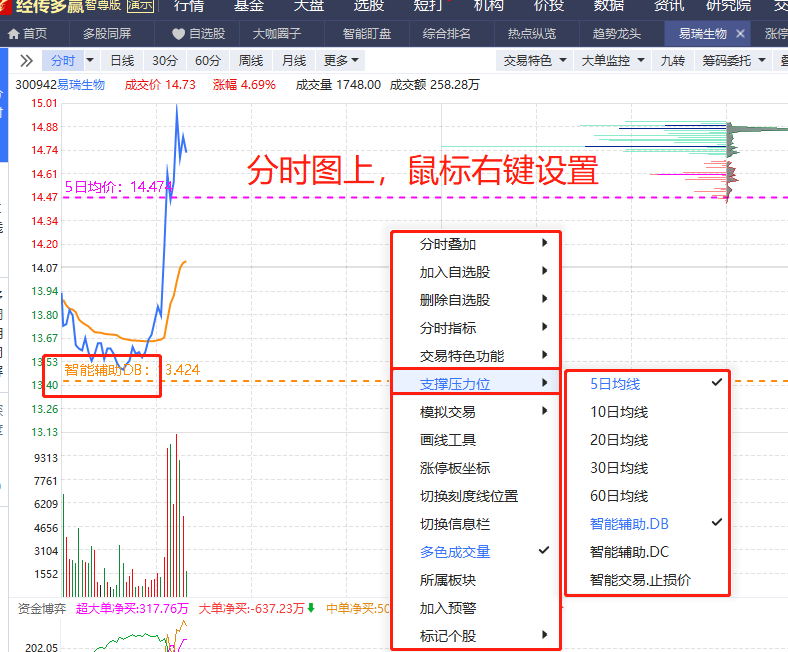 经传多赢 智尊版 演示 行情 基金 大盘 选股 短打 机构 价投 数据 资讯 研究院
首页 多股同屏 自选股 大咖圈子 智能盯盘 综合排名 热点纵览 趋势龙头 易瑞生物 涨停
分时 日线 30分 60分 周线 月线 更多 交易特色 大单监控 九转 筹码委托
300942易瑞生物 成交价 14.73 涨幅 4.69% 成交量 1748.00 成交额 258.28万
15.01
14.88
14.74
14.61
分时图上，鼠标右键设置
5日均价：14.474
14.47
14.34
14.20
14.07
13.94
13.80
13.67
13.53
智能辅助DB：13.424
13.40
13.26
13.13
9313
7761
6209
4656
3104
1552
分时叠加
加入自选股
删除自选股
分时指标
交易特色功能
支撑压力位
模拟交易
画线工具
涨停板坐标
切换刻度线位置
切换信息栏
多色成交量
所属板块
加入预警
标记个股
5日均线
10日均线
20日均线
30日均线
60日均线
智能辅助.DB
智能辅助.DC
智能交易.止损价
资金博弈 超大单净买:317.76万 大单净买:-637.23万 中单净买:50
202.05